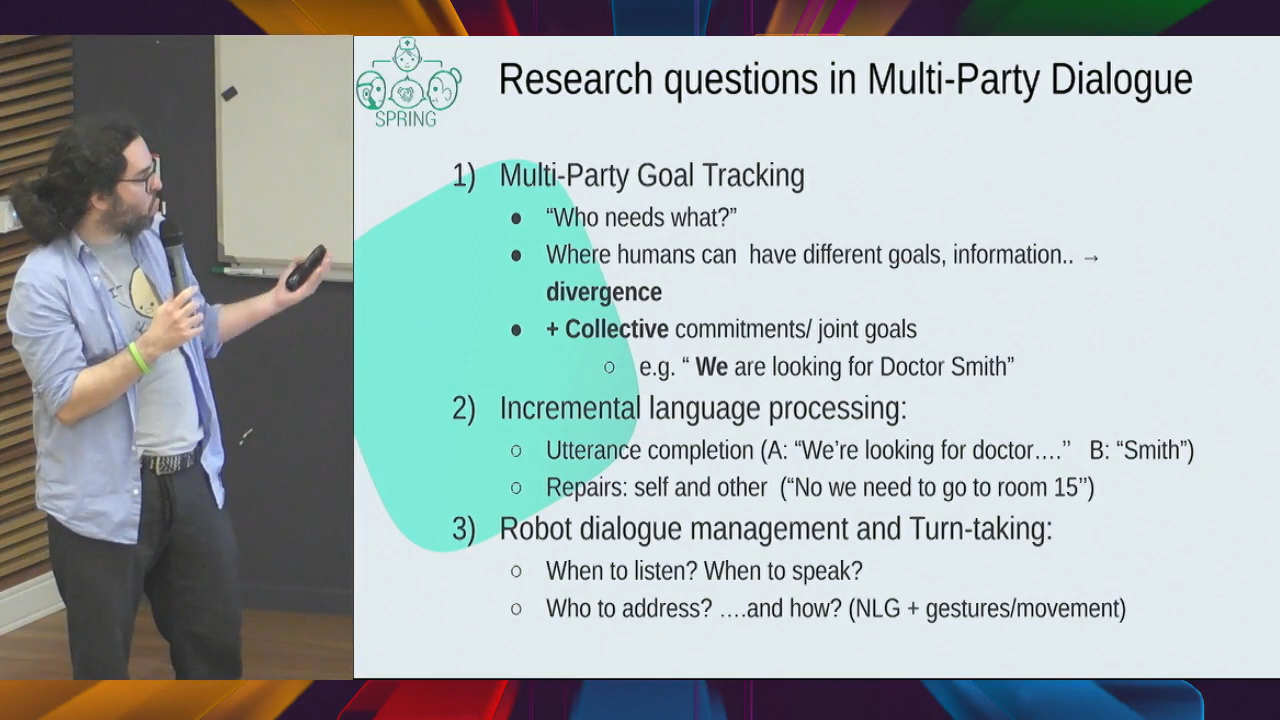 SPRING
Research questions in Multi-Party Dialogue
1) Multi-Party Goal Tracking
● “Who needs what?”
● Where humans can have different goals, information.. →
divergence
● + Collective commitments/ joint goals
○ e.g. “ We are looking for Doctor Smith”
2) Incremental language processing:
○ Utterance completion (A: “We’re looking for doctor….’’ B: “Smith”)
○ Repairs: self and other (“No we need to go to room 15’’)
3) Robot dialogue management and Turn-taking:
○ When to listen? When to speak?
○ Who to address? ….and how? (NLG + gestures/movement)